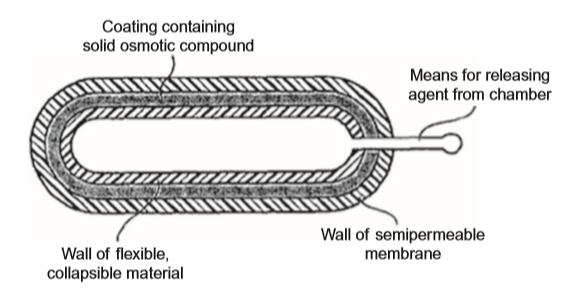 Coating containing
solid osmotic compound
Means for releasing
agent from chamber
Wall of semipermeable
membrane
Wall of flexible,
collapsible material